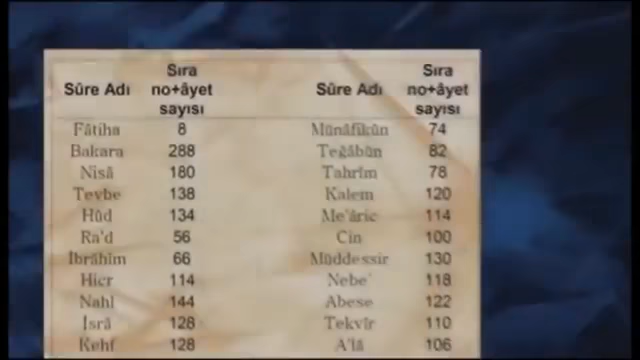 Sûre Adı Sıra no+âyet sayısı Sûre Adı Sıra no+âyet sayısı
Fâtiha 8 Münâfikûn 74
Bakara 288 Teğâbün 82
Nisâ 180 Tahrîm 78
Tevbe 138 Kalem 120
Hûd 134 Me'âric 114
Ra'd 56 Cin 100
İbrâhîm 66 Müddessir 130
Hicr 114 Nebe' 118
Nahl 144 Abese 122
İsrâ 128 Tekvîr 110
Kehf 128 A'lâ 106